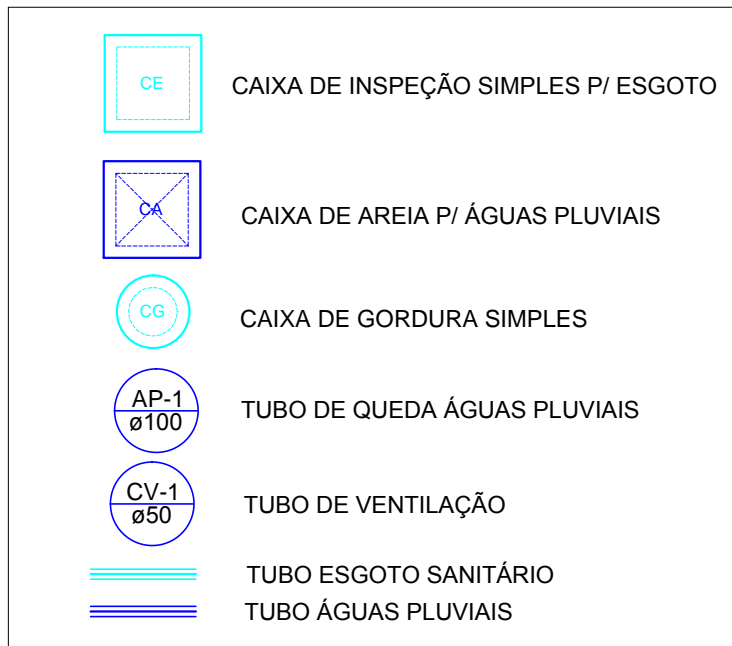 CE
CAIXA DE INSPEÇÃO SIMPLES P/ ESGOTO
CA
CAIXA DE AREIA P/ ÁGUAS PLUVIAIS
CG
CAIXA DE GORDURA SIMPLES
AP-1
ø100
TUBO DE QUEDA ÁGUAS PLUVIAIS
CV-1
ø50
TUBO DE VENTILAÇÃO
TUBO ESGOTO SANITÁRIO
TUBO ÁGUAS PLUVIAIS